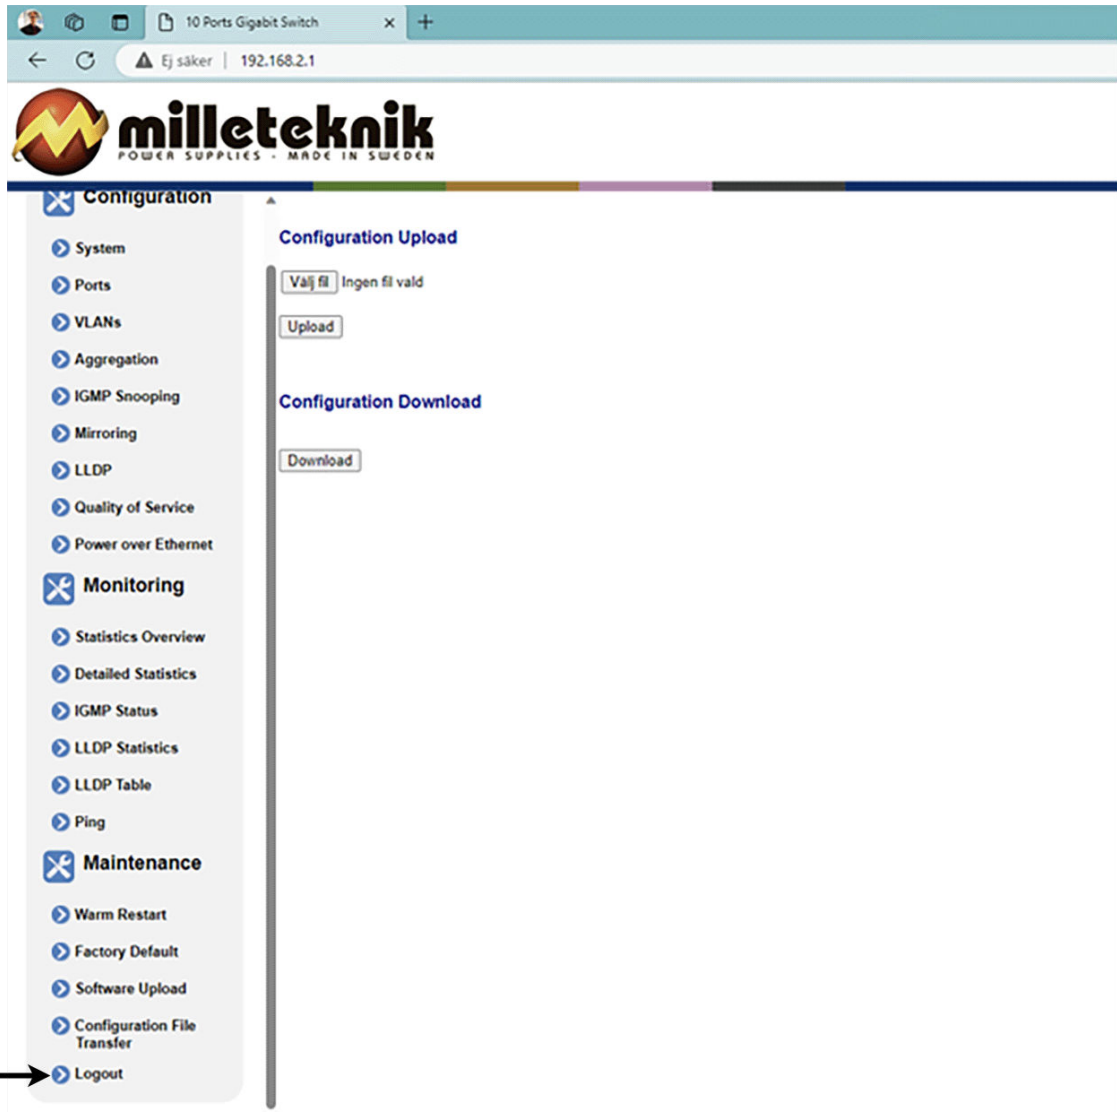 10 Ports Gigabit Switch
Ej säker | 192.168.2.1
milleteknik
POWER SUPPLIES - MADE IN SWEDEN
Configuration
System
Ports
VLANs
Aggregation
IGMP Snooping
Mirroring
LLDP
Quality of Service
Power over Ethernet
Monitoring
Statistics Overview
Detailed Statistics
IGMP Status
LLDP Statistics
LLDP Table
Ping
Maintenance
Warm Restart
Factory Default
Software Upload
Configuration File
Transfer
Logout
Configuration Upload
Välj fil Ingen fil vald
Upload
Configuration Download
Download